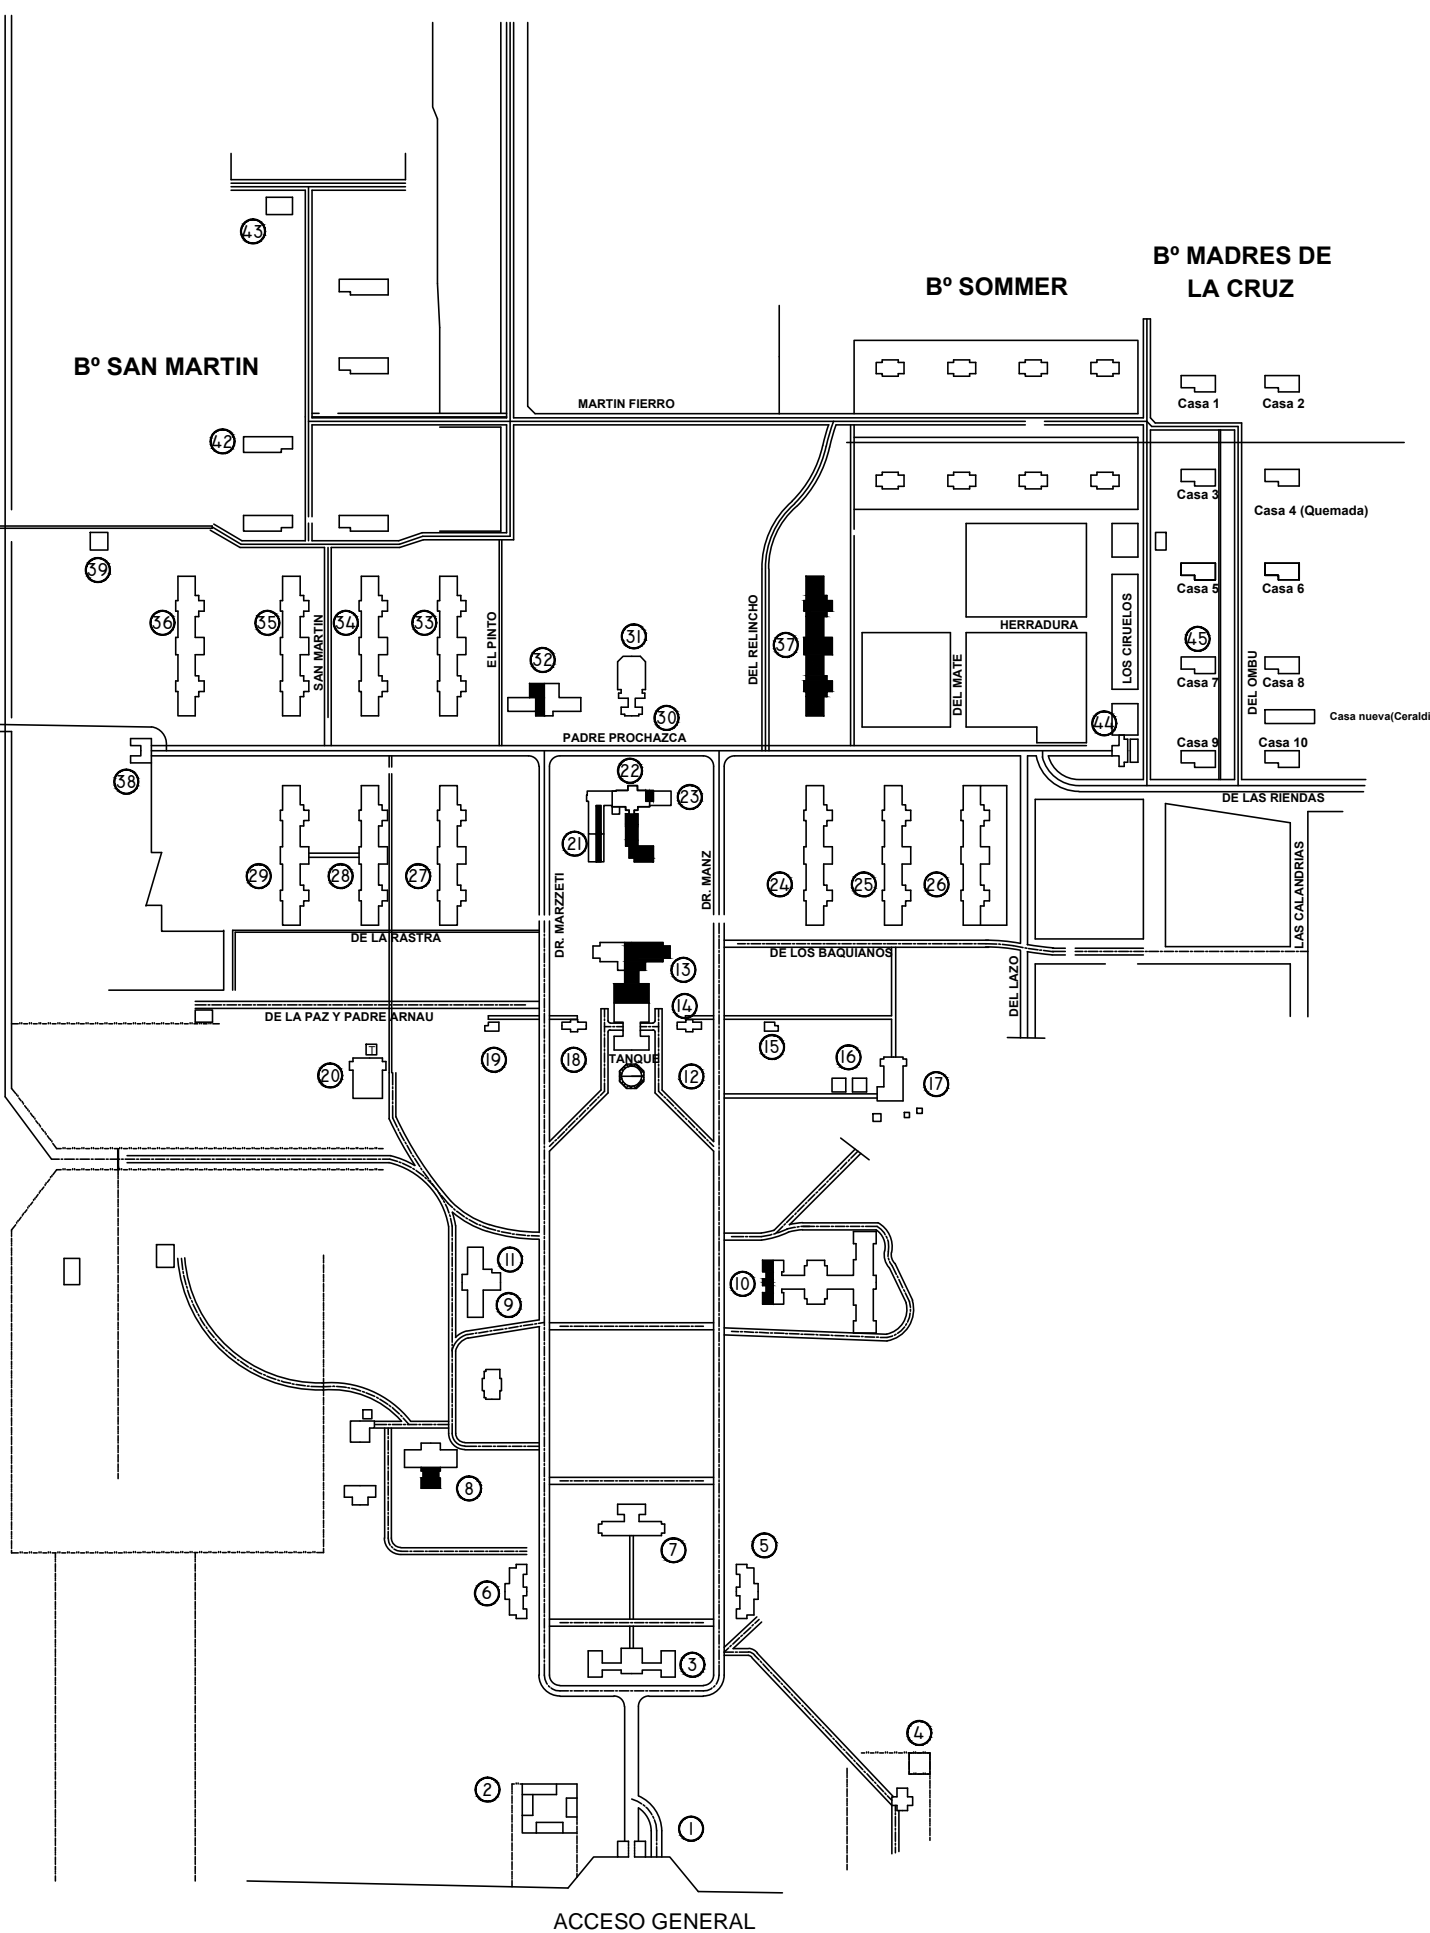 Bº MADRES DE
LA CRUZ
Bº SOMMER
43
Bº SAN MARTIN
MARTIN FIERRO
Casa 1
Casa 2
42
Casa 3
Casa 4 (Quemada)
39
36
35
34
33
SAN MARTIN
EL PINTO
32
31
30
DEL RELINCHO
37
HERRADURA
DEL MATE
LOS CIRUELOS
Casa 5
Casa 6
45
Casa 7
Casa 8
DEL OMBU
Casa nueva(Ceraldi
44
Casa 9
Casa 10
PADRE PROCHAZCA
38
22
23
21
DE LAS RIENDAS
29
28
27
DR. MARZZETI
DR. MANZ
24
25
26
LAS CALANDRIAS
DE LA RASTRA
DE LOS BAQUIANOS
13
DEL LAZO
14
DE LA PAZ Y PADRE ARNAU
T
19
18
TANQUE
12
15
16
17
20
11
9
10
8
7
5
6
3
4
2
1
ACCESO GENERAL